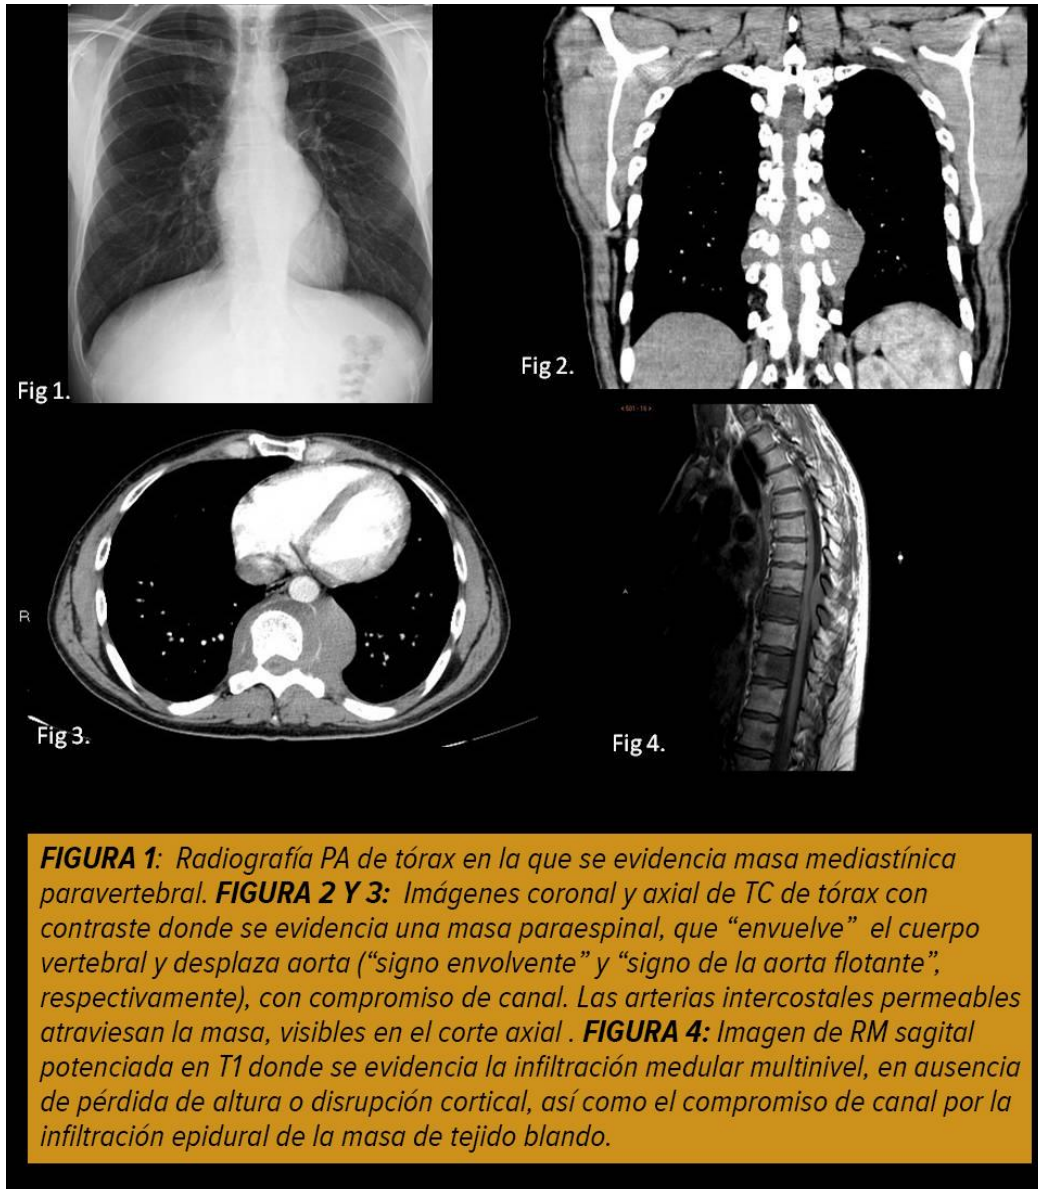 Fig 1.
Fig 2.
R
Fig 3.
A
Fig 4.
FIGURA 1: Radiografía PA de tórax en la que se evidencia masa mediastínica
paravertebral. FIGURA 2 Y 3: Imágenes coronal y axial de TC de tórax con
contraste donde se evidencia una masa paraespinal, que “envuelve” el cuerpo
vertebral y desplaza aorta (“signo envolvente” y “signo de la aorta flotante”,
respectivamente), con compromiso de canal. Las arterias intercostales permeables
atraviesan la masa, visibles en el corte axial . FIGURA 4: Imagen de RM sagital
potenciada en T1 donde se evidencia la infiltración medular multinivel, en ausencia
de pérdida de altura o disrupción cortical, así como el compromiso de canal por la
infiltración epidural de la masa de tejido blando.